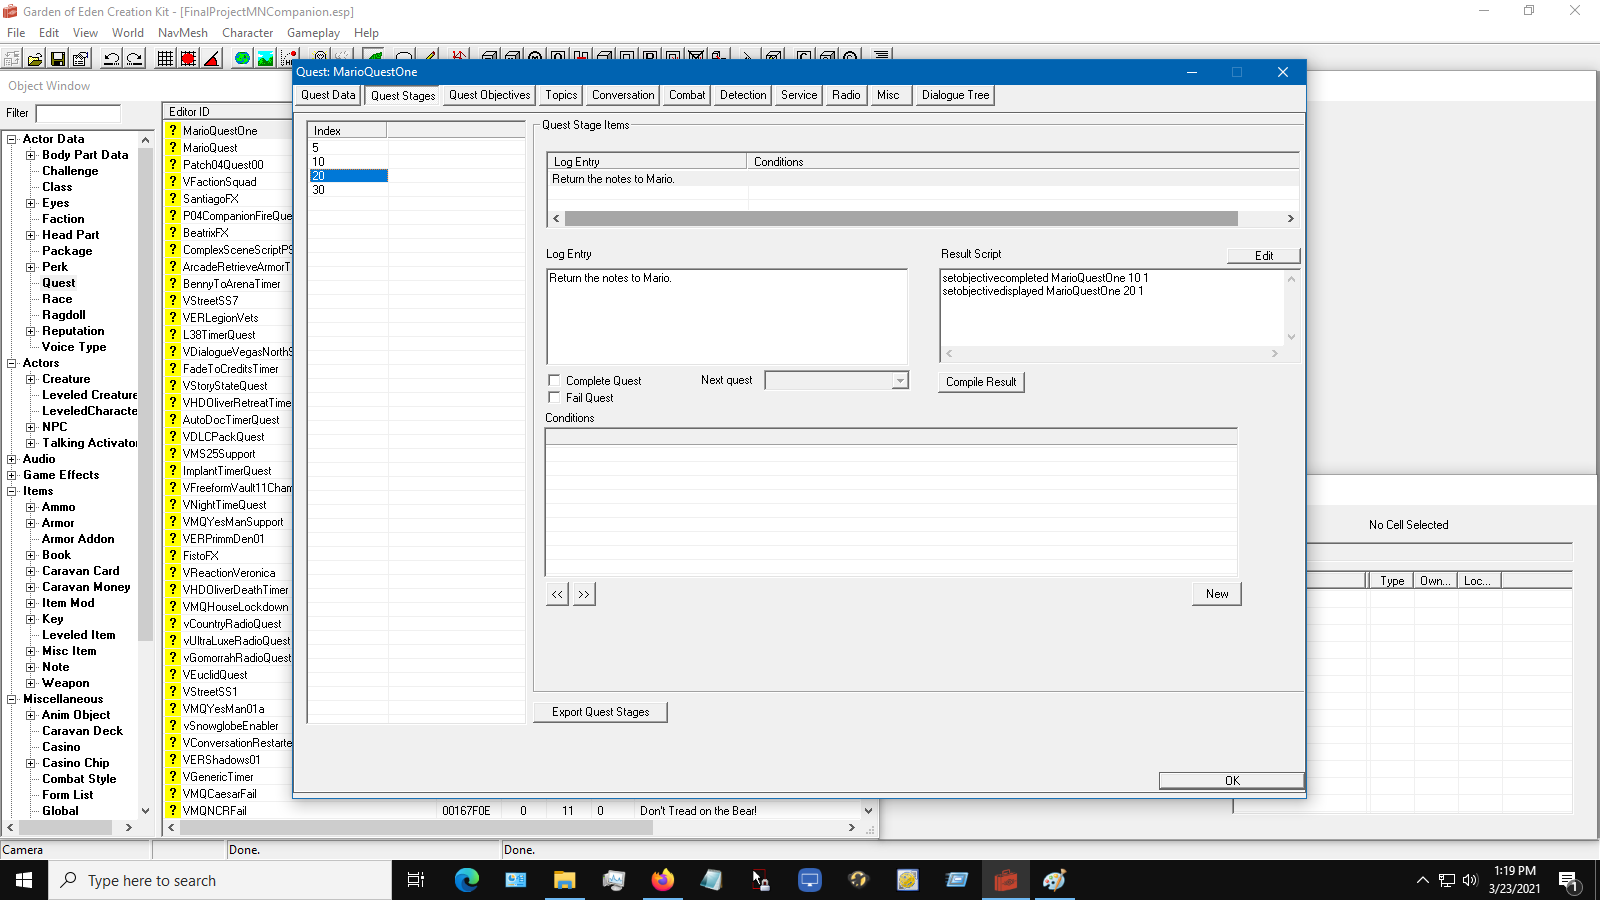 Garden of Eden Creation Kit - [FinalProjectMNCompanion.esp]
File Edit View World NavMesh Character Gameplay Help
Object Window
Filter
Actor Data
Body Part Data
Challenge
Class
Eyes
Faction
Head Part
Package
Perk
Quest
Race
Ragdoll
Reputation
Voice Type
Actors
Creature
Leveled Creature
LeveledCharacte
NPC
Talking Activator
Audio
Game Effects
Items
Ammo
Armor
Armor Addon
Book
Caravan Card
Caravan Money
Item Mod
Key
Leveled Item
Misc Item
Note
Weapon
Miscellaneous
Anim Object
Caravan Deck
Casino
Casino Chip
Combat Style
Form List
Global
Editor ID
? MarioQuestOne
? MarioQuest
? Patch04Quest00
? VFactionSquad
? SantiagoFX
? P04CompanionFireQue
? BeatrixFX
? ComplexSceneScriptPS
? ArcadeRetrieveArmorT
? BennyToArenaTimer
? VStreetSS7
? VERLegionVets
? L38TimerQuest
? VDialogueVegasNorthS
? FadeToCreditsTimer
? VStoryStateQuest
? VHDOliverRetreatTime
? AutoDocTimerQuest
? VDLCPackQuest
? VMS25Support
? ImplantTimerQuest
? VFreeformVault11Cham
? VNightTimeQuest
? VMQYesManSupport
? VERPrimmDen01
? FistoFX
? VReactionVeronica
? VHDOliverDeathTimer
? VMQHouseLockdown
? vCountryRadioQuest
? vUltraLuxeRadioQuest
? vGomorrahRadioQuest
? VEuclidQuest
? VStreetSS1
? VMQYesMan01a
? vSnowglobeEnabler
? VConversationRestarte
? VERShadows01
? VGenericTimer
? VMQCaesarFail
? VMQNCRFail 00167F0E 0 11 0 Don't Tread on the Bear!
Quest: MarioQuestOne
Quest Data Quest Stages Quest Objectives Topics Conversation Combat Detection Service Radio Misc Dialogue Tree
Index
5
10
20
30
Quest Stage Items
Log Entry Conditions
Return the notes to Mario.
Log Entry
Return the notes to Mario.
Result Script
Edit
setobjectivecompleted MarioQuestOne 10 1
setobjectivedisplayed MarioQuestOne 20 1
Complete Quest
Fail Quest
Next quest
Compile Result
Conditions
<< >>
New
Export Quest Stages
OK
No Cell Selected
Type Own... Loc...
Camera
Done.
Done.
Type here to search
1:19 PM
3/23/2021
1